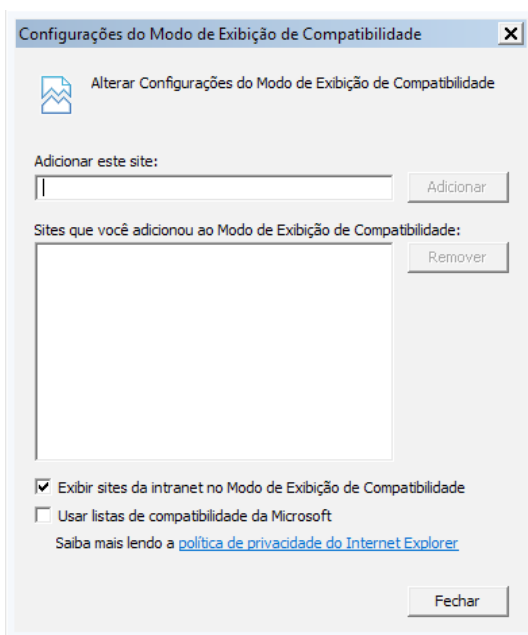 Configurações do Modo de Exibição de Compatibilidade
Alterar Configurações do Modo de Exibição de Compatibilidade
Adicionar este site:
Adicionar
Sites que você adicionou ao Modo de Exibição de Compatibilidade:
Remover
Exibir sites da intranet no Modo de Exibição de Compatibilidade
Usar listas de compatibilidade da Microsoft
Saiba mais lendo a política de privacidade do Internet Explorer
Fechar